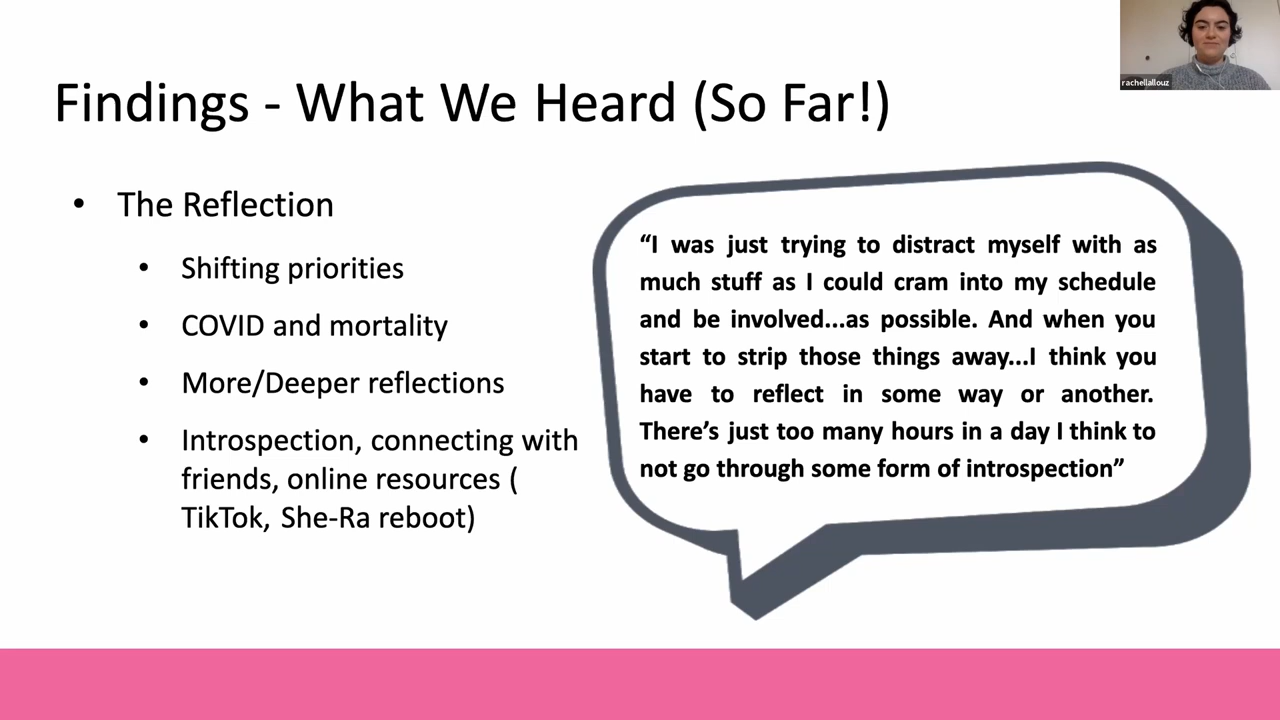 Findings - What We Heard (So Far!)
• The Reflection
• Shifting priorities
• COVID and mortality
• More/Deeper reflections
• Introspection, connecting with
friends, online resources (
TikTok, She-Ra reboot)
“I was just trying to distract myself with as
much stuff as I could cram into my schedule
and be involved...as possible. And when you
start to strip those things away...I think you
have to reflect in some way or another.
There’s just too many hours in a day I think to
not go through some form of introspection”
rachellallouz